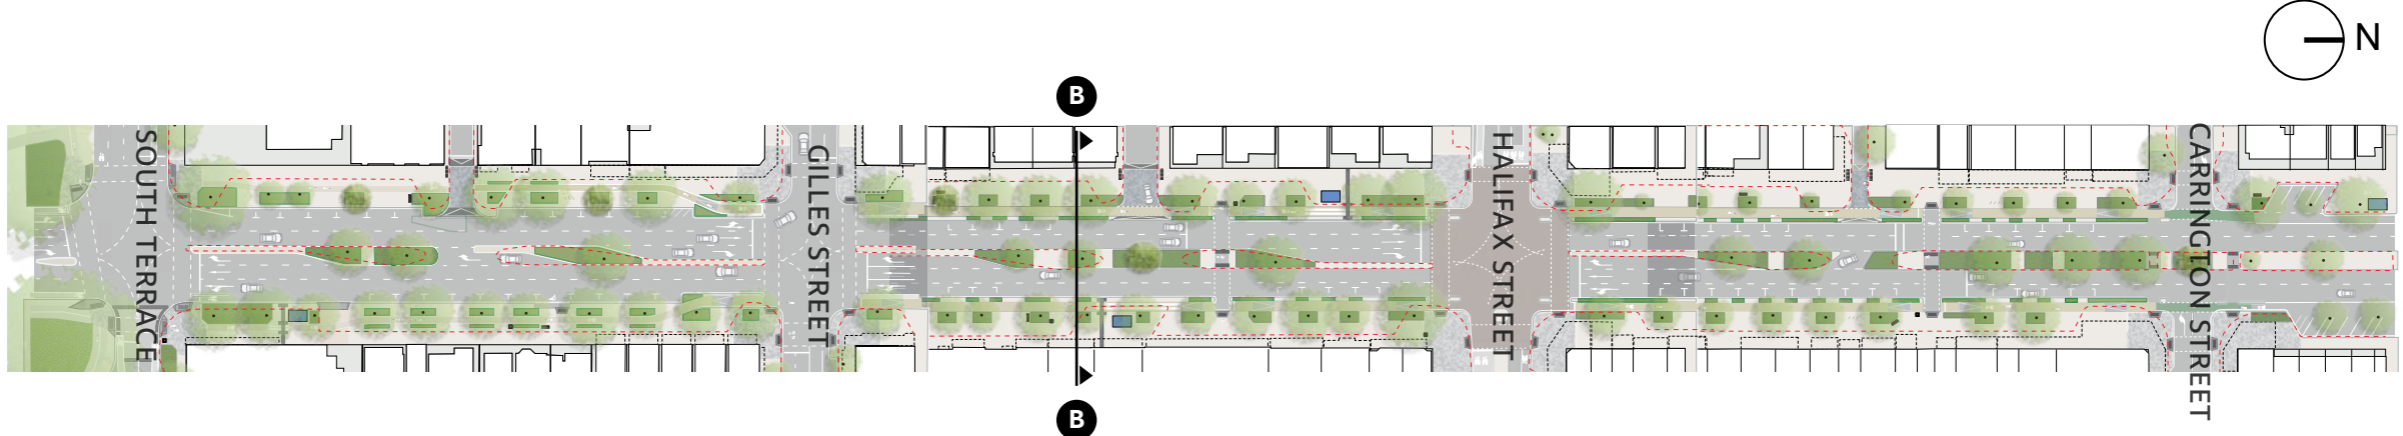 N
B
SOUTH TERRACE
GILLES STREET
HALIFAX STREET
CARRINGTON STREET
B